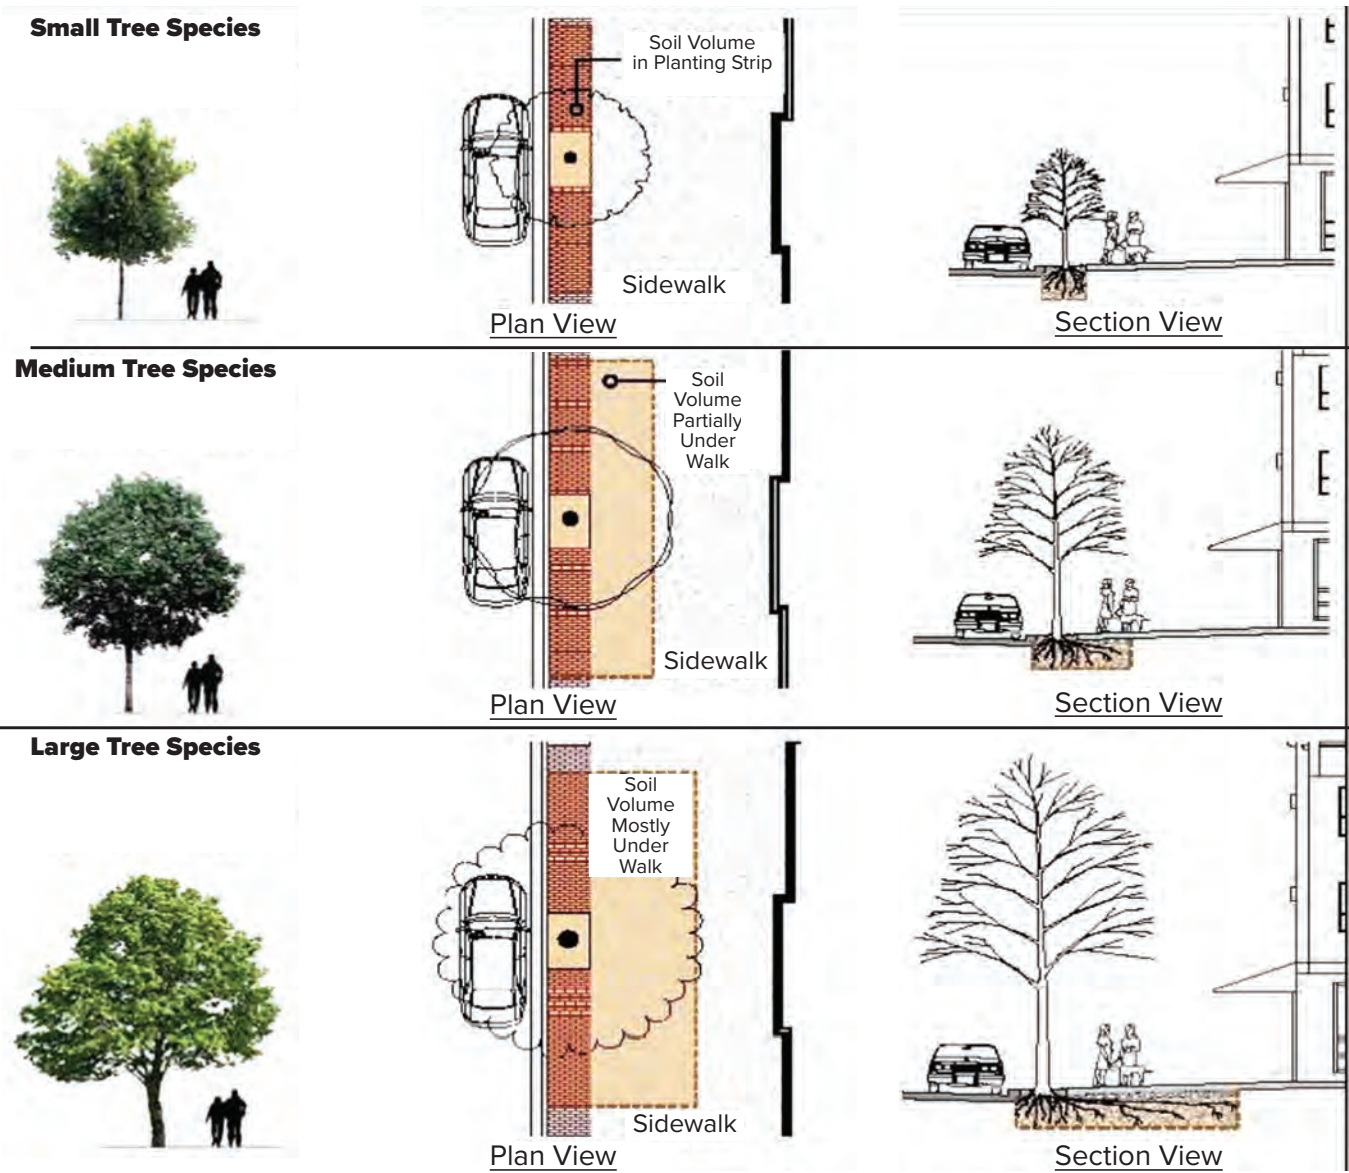 Small Tree Species
Soil Volume
in Planting Strip
Sidewalk
Plan View
Section View
Medium Tree Species
Soil
Volume
Partially
Under
Walk
Sidewalk
Plan View
Section View
Large Tree Species
Soil
Volume
Mostly
Under
Walk
Sidewalk
Plan View
Section View